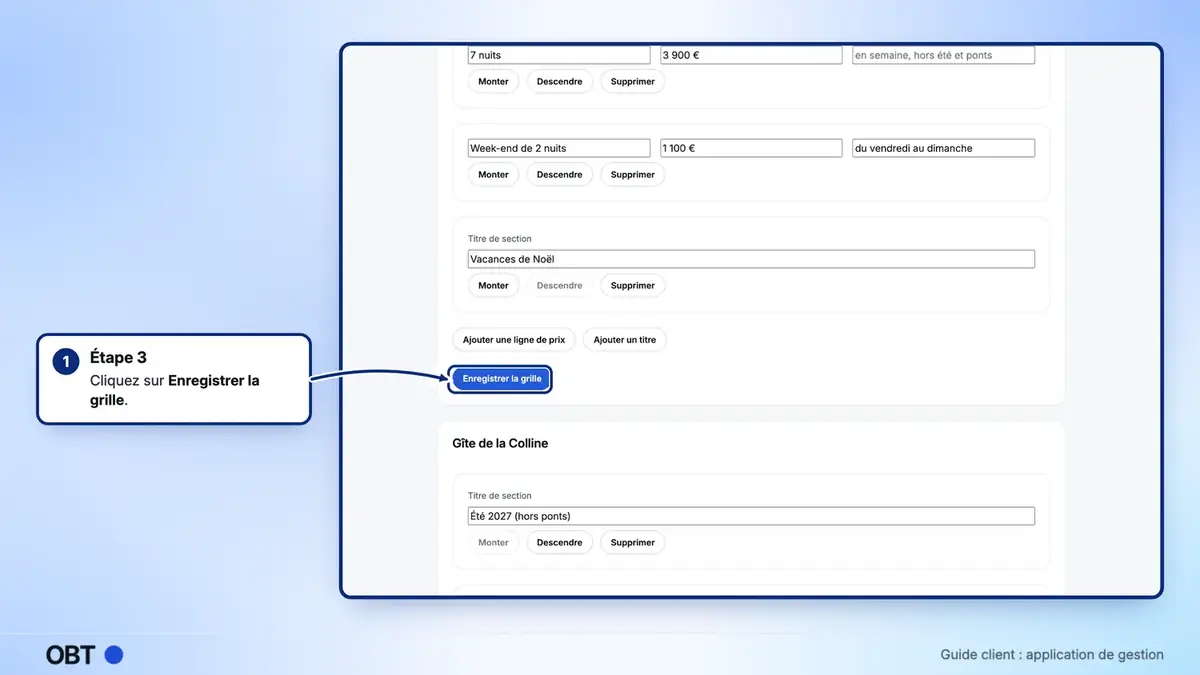 7 nuits
3 900 €
en semaine, hors été et ponts
Monter
Descendre
Supprimer
Week-end de 2 nuits
1 100 €
du vendredi au dimanche
Monter
Descendre
Supprimer
Titre de section
Vacances de Noël
Monter
Descendre
Supprimer
Ajouter une ligne de prix
Ajouter un titre
1
Étape 3
Cliquez sur Enregistrer la
grille.
Enregistrer la grille
Gîte de la Colline
Titre de section
Été 2027 (hors ponts)
Monter
Descendre
Supprimer
OBT
Guide client : application de gestion